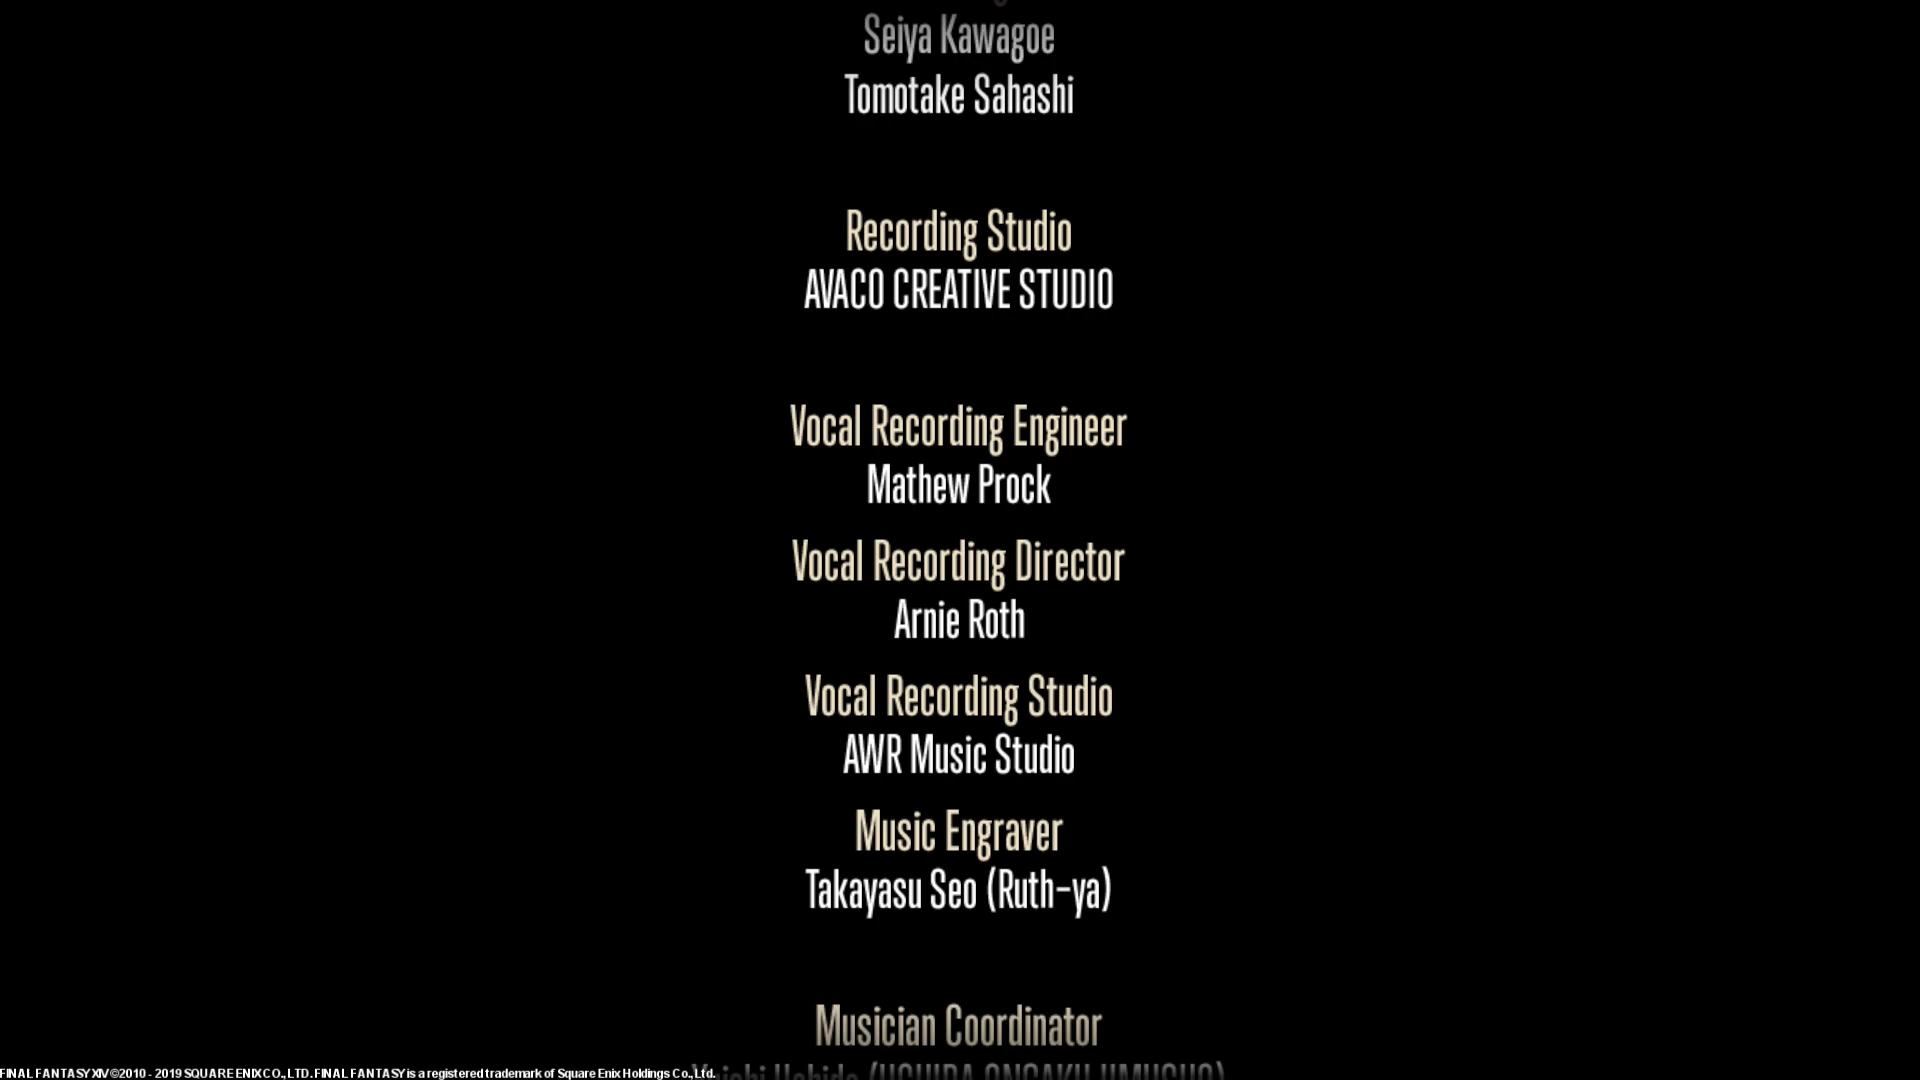 Seiya Kawagoe
Tomotake Sahashi
Recording Studio
AVACO CREATIVE STUDIO
Vocal Recording Engineer
Mathew Prock
Vocal Recording Director
Arnie Roth
Vocal Recording Studio
AWR Music Studio
Music Engraver
Takayasu Seo (Ruth-ya)
Musician Coordinator
FINAL FANTASY XIV ©2010 - 2019 SQUARE ENIX CO., LTD. FINAL FANTASY is a registered trademark of Square Enix Holdings Co., Ltd.